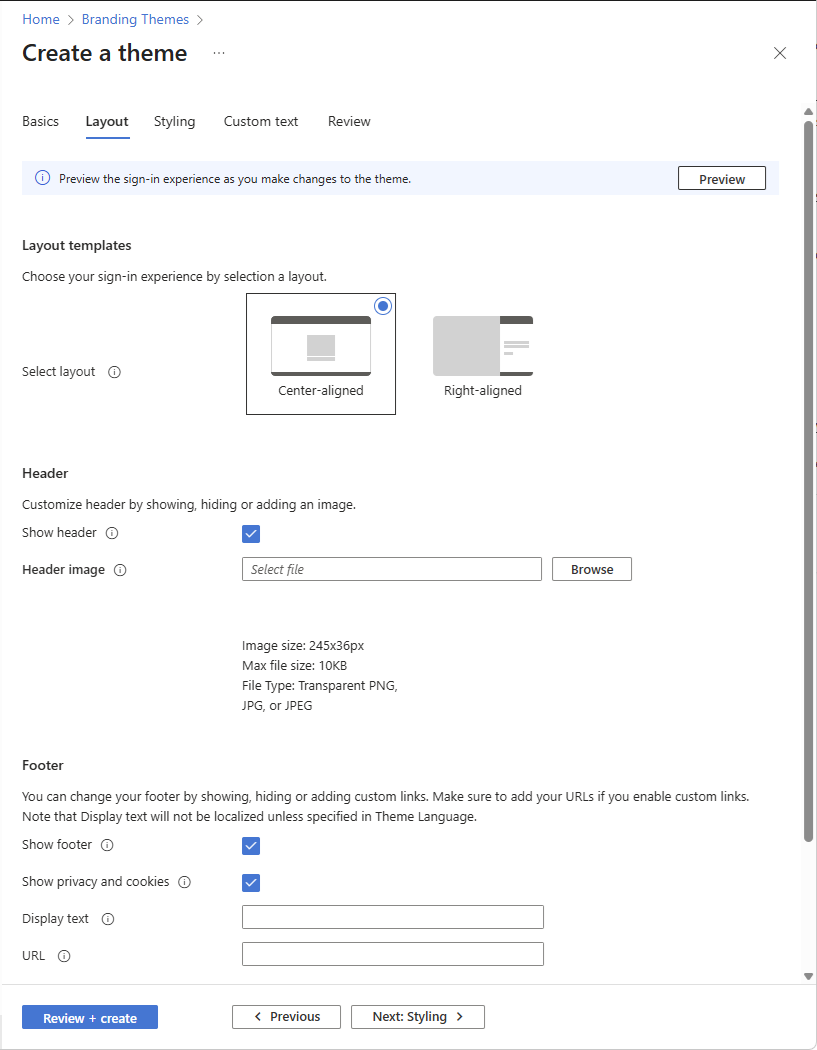 Home > Branding Themes >
Create a theme ...
Basics Layout Styling Custom text Review
Preview the sign-in experience as you make changes to the theme. Preview
Layout templates
Choose your sign-in experience by selection a layout.
Select layout
Center-aligned Right-aligned
Header
Customize header by showing, hiding or adding an image.
Show header
Header image Select file Browse
Image size: 245x36px
Max file size: 10KB
File Type: Transparent PNG,
JPG, or JPEG
Footer
You can change your footer by showing, hiding or adding custom links. Make sure to add your URLs if you enable custom links.
Note that Display text will not be localized unless specified in Theme Language.
Show footer
Show privacy and cookies
Display text
URL
Review + create < Previous Next: Styling >